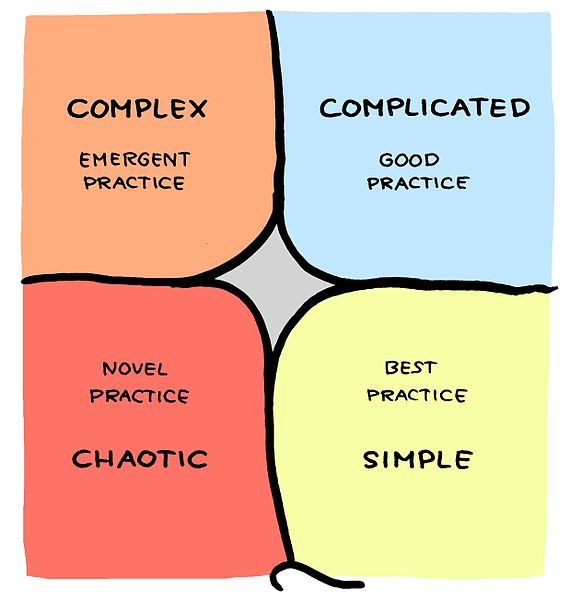 COMPLEX
EMERGENT
PRACTICE
COMPLICATED
GOOD
PRACTICE
NOVEL
PRACTICE
CHAOTIC
BEST
PRACTICE
SIMPLE